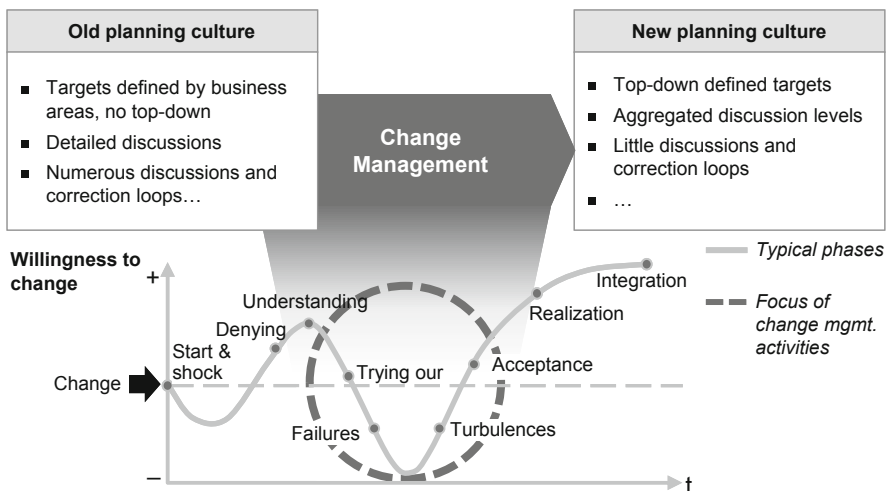 Old planning culture
Targets defined by business
areas, no top-down
Detailed discussions
Numerous discussions and
correction loops…
Change
Management
New planning culture
Top-down defined targets
Aggregated discussion levels
Little discussions and
correction loops
…
Willingness to
change
+
Typical phases
Focus of
change mgmt.
activities
Integration
Realization
Understanding
Denying
Start &
shock
Change
Trying our
Acceptance
Failures
Turbulences
–
t